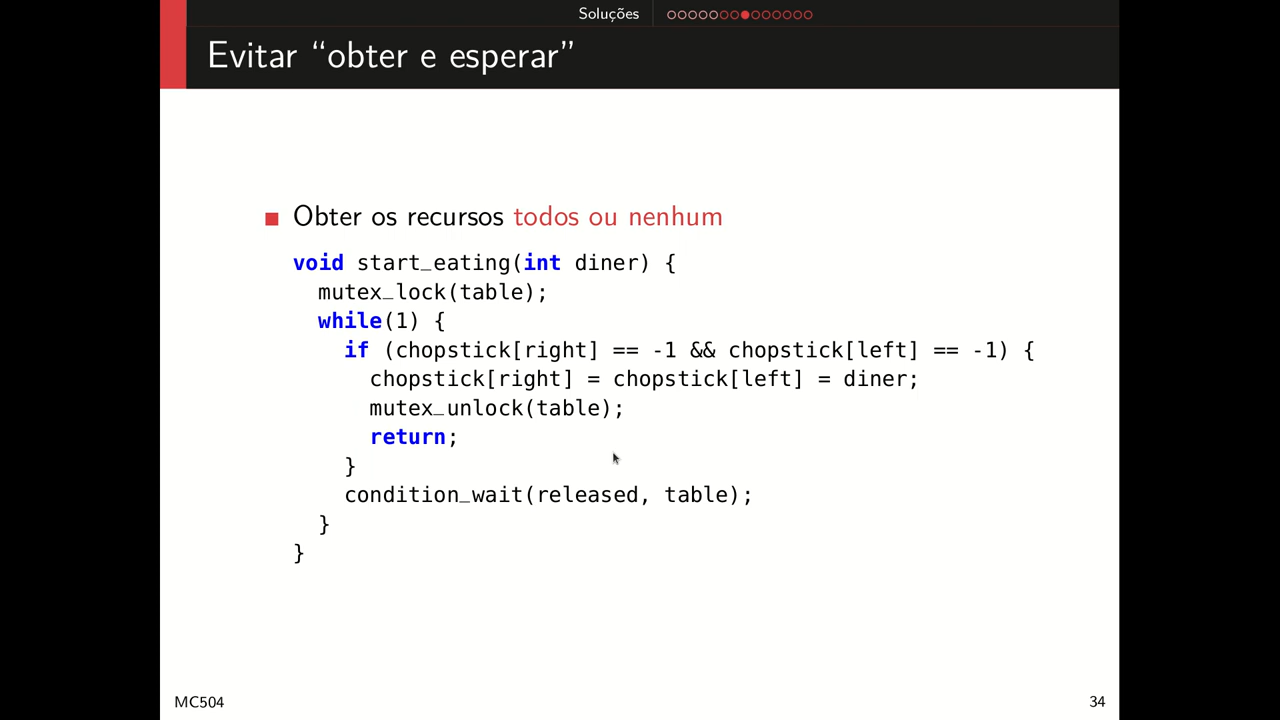 Soluções
Evitar “obter e esperar”
Obter os recursos todos ou nenhum
void start_eating(int diner) {
mutex_lock(table);
while(1) {
if (chopstick[right] == -1 && chopstick[left] == -1) {
chopstick[right] = chopstick[left] = diner;
mutex_unlock(table);
return;
}
condition_wait(released, table);
}
}
MC504
34